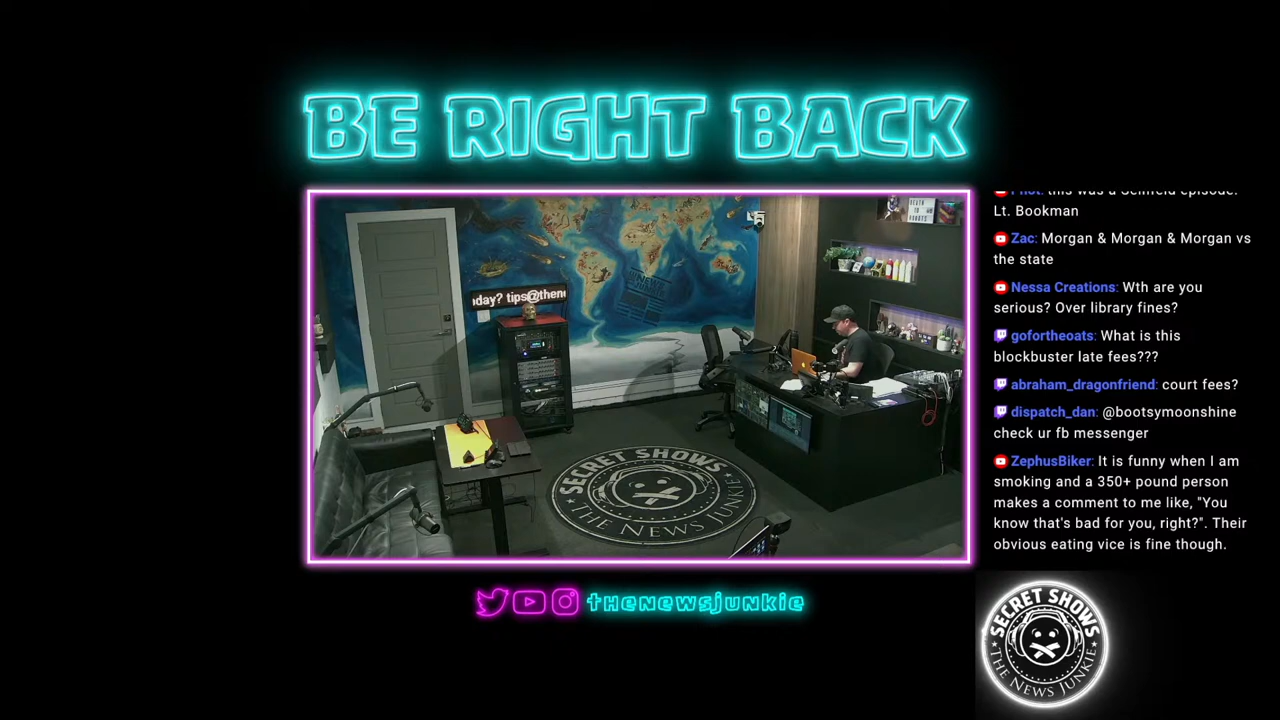 BE RIGHT BACK
oday? tips@thene
SECRET SHOWS
THE NEWS JUNKIE
thenewsjunkie
Pilot: this was a Seinfeld episode.
Lt. Bookman
Zac: Morgan & Morgan & Morgan vs
the state
Nessa Creations: Wth are you
serious? Over library fines?
gofortheoats: What is this
blockbuster late fees???
abraham_dragonfriend: court fees?
dispatch_dan: @bootsymoonshine
check ur fb messenger
ZephusBiker: It is funny when I am
smoking and a 350+ pound person
makes a comment to me like, "You
know that's bad for you, right?". Their
obvious eating vice is fine though.
SECRET SHOWS
THE NEWS JUNKIE